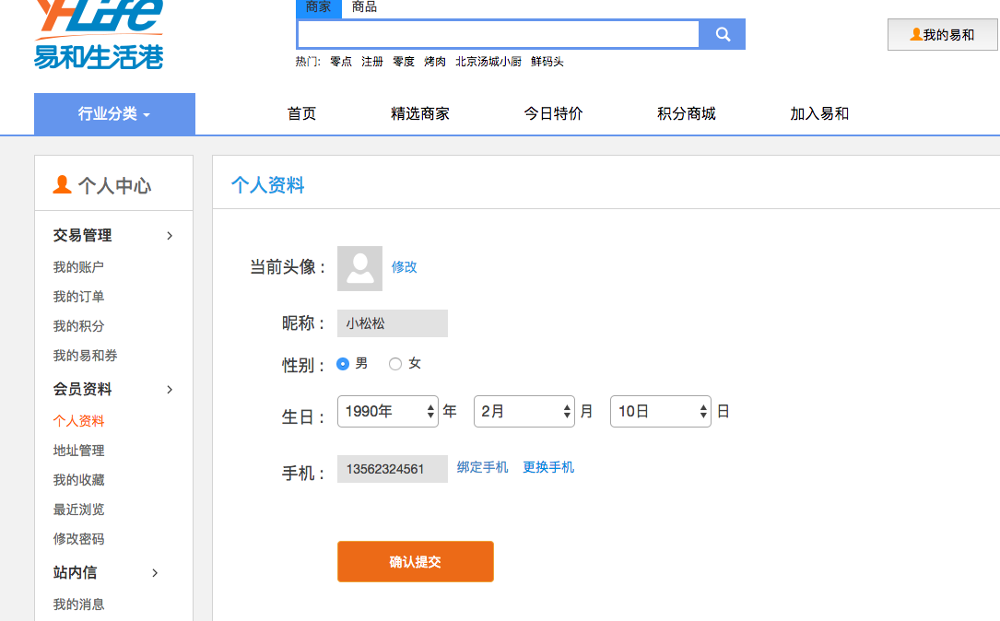 YHLife
易和生活港
商家 商品
我的易和
热门: 零点 注册 零度 烤肉 北京汤城小厨 鲜码头
行业分类 首页 精选商家 今日特价 积分商城 加入易和
个人中心
交易管理
我的账户
我的订单
我的积分
我的易和券
会员资料
个人资料
地址管理
我的收藏
最近浏览
修改密码
站内信
我的消息
个人资料
当前头像： 修改
昵称： 小松松
性别： 男 女
生日： 1990年 年 2月 月 10日 日
手机： 13562324561 绑定手机 更换手机
确认提交